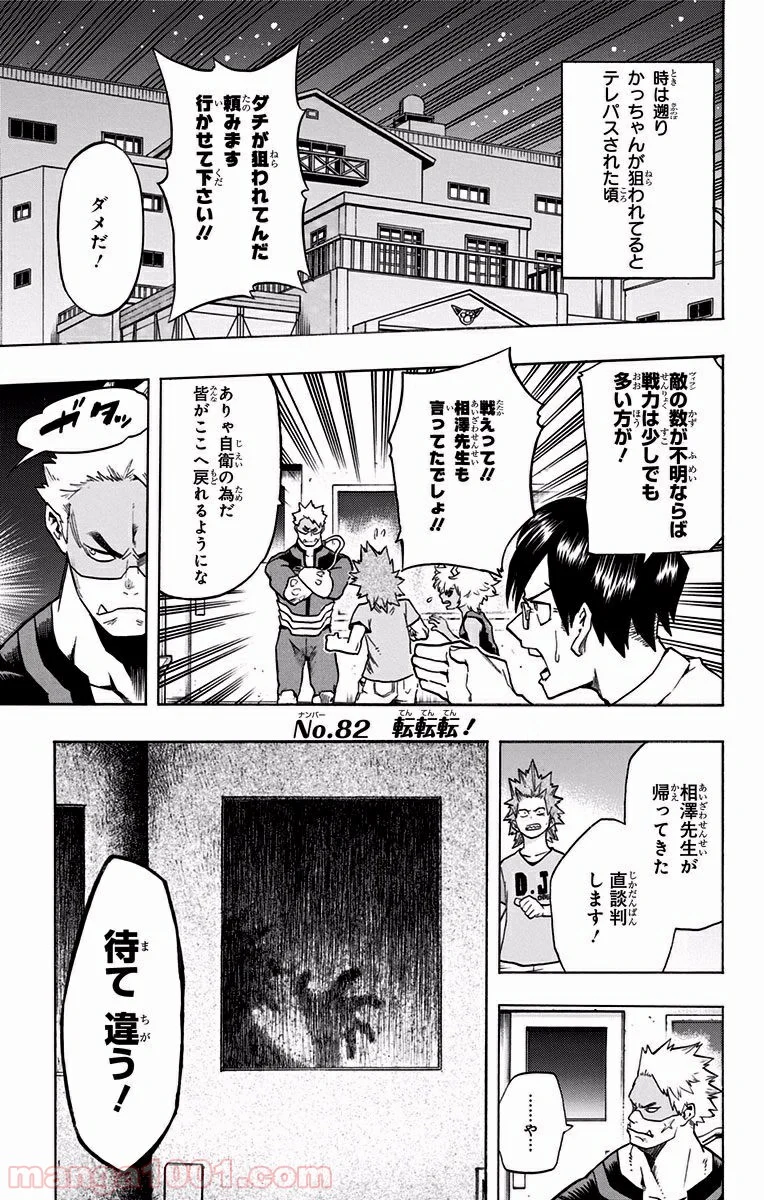 時は遡り
かっちゃんが狙われてると
テレパスされた頃
ダチが狙われてんだ
頼みます
行かせて下さい!!
ダメだ!
敵の数が不明ならば
戦力は少しでも
多い方が!
戦えって!!
相澤先生も
言ってたでしょ!!
ありゃ自衛の為だ
皆がここへ戻れるようにな
ガチャ
No.82 転転転!
相澤先生が
帰ってきた
直談判
します!
D.J
……や
……
待て 違う!
manga1001.com